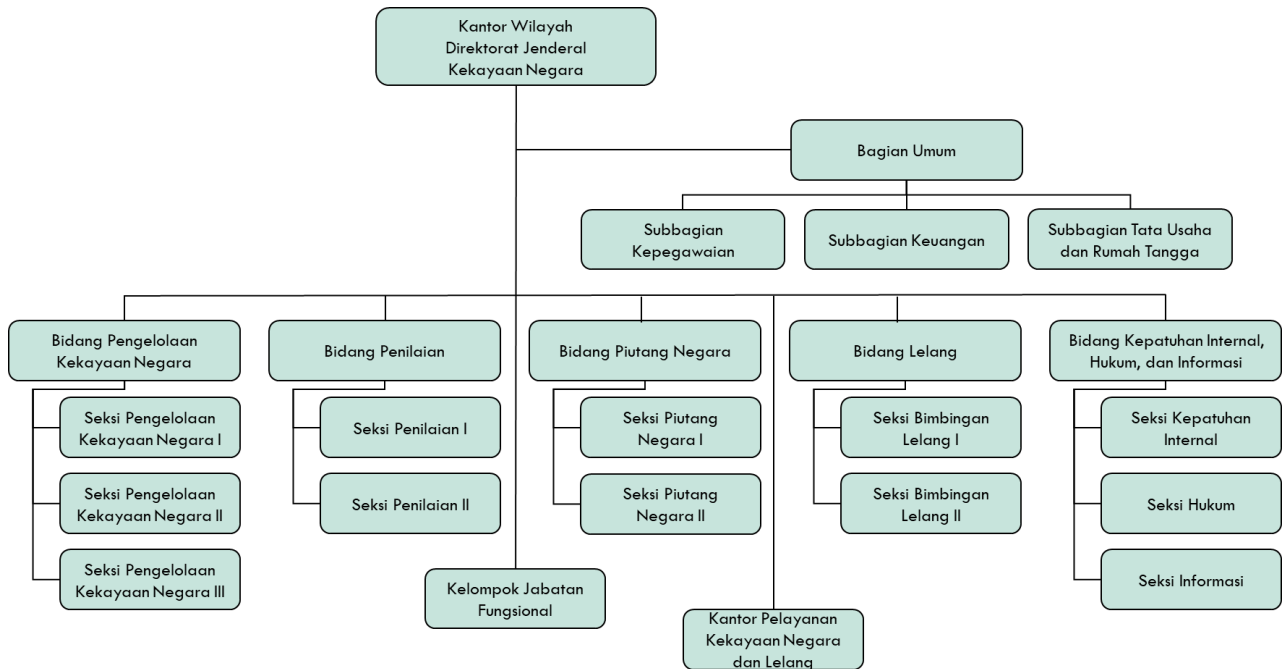 Kantor Wilayah
Direktorat Jenderal
Kekayaan Negara
Bagian Umum
Subbagian
Kepegawaian
Subbagian Keuangan
Subbagian Tata Usaha
dan Rumah Tangga
Bidang Pengelolaan
Kekayaan Negara
Bidang Penilaian
Bidang Piutang Negara
Bidang Lelang
Bidang Kepatuhan Internal,
Hukum, dan Informasi
Seksi Pengelolaan
Kekayaan Negara I
Seksi Penilaian I
Seksi Piutang
Negara I
Seksi Bimbingan
Lelang I
Seksi Kepatuhan
Internal
Seksi Pengelolaan
Kekayaan Negara II
Seksi Penilaian II
Seksi Piutang
Negara II
Seksi Bimbingan
Lelang II
Seksi Hukum
Seksi Pengelolaan
Kekayaan Negara III
Seksi Informasi
Kelompok Jabatan
Fungsional
Kantor Pelayanan
Kekayaan Negara
dan Lelang